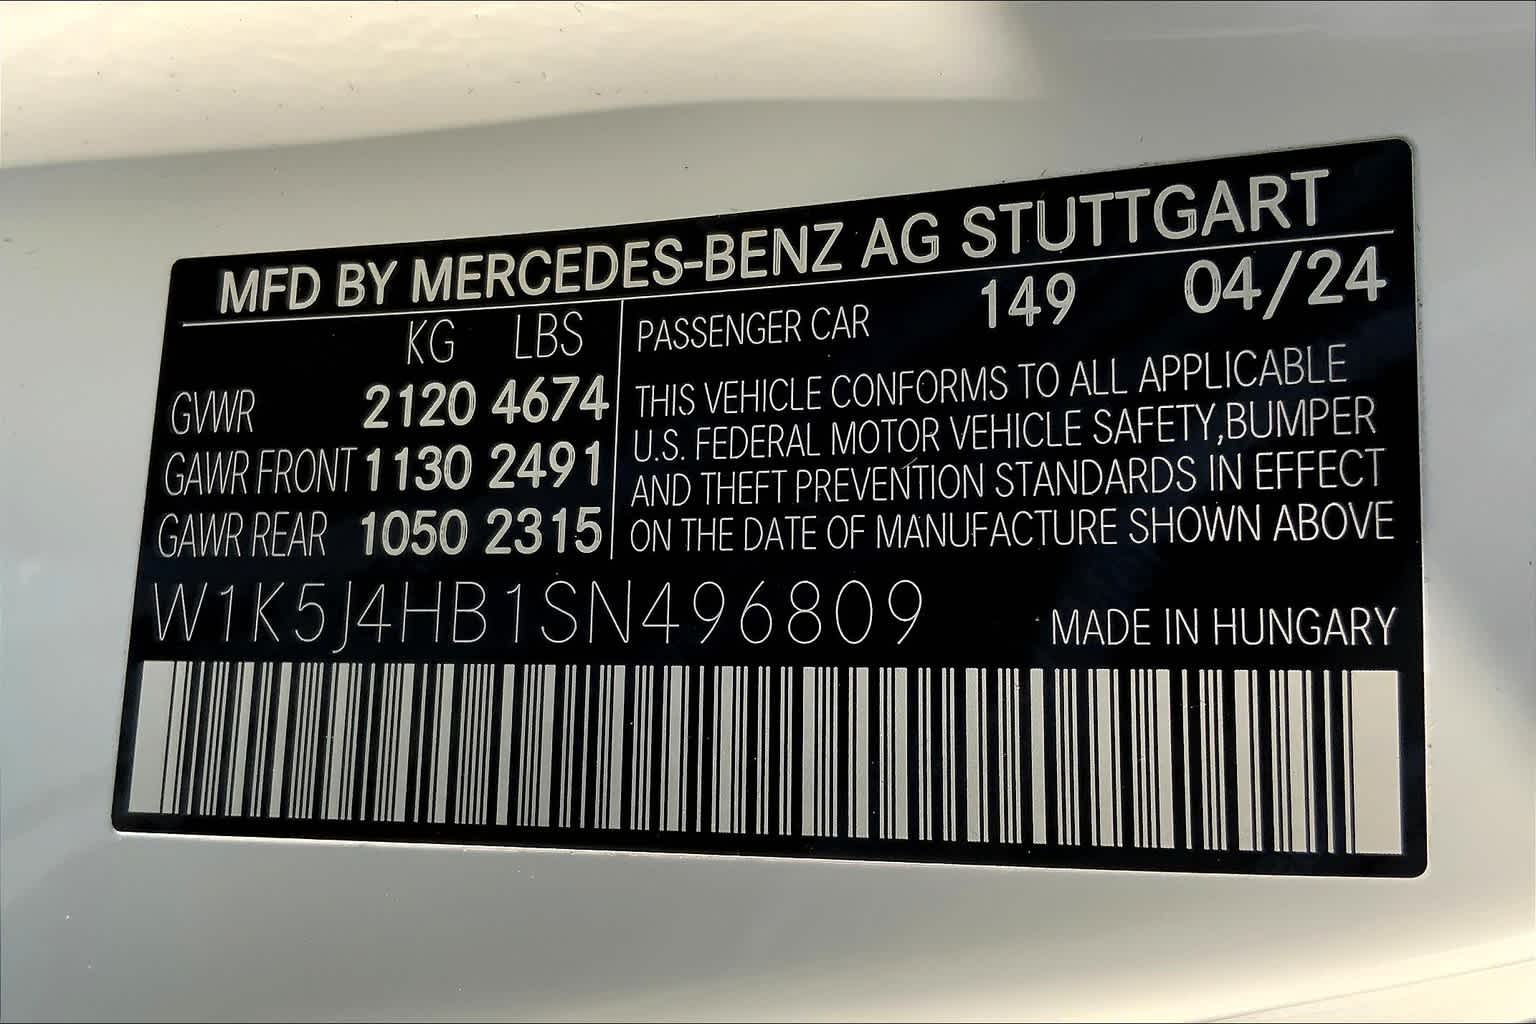 MFD BY MERCEDES-BENZ AG STUTTGART
KG LBS
GVWR 2120 4674
GAWR FRONT 1130 2491
GAWR REAR 1050 2315
PASSENGER CAR 149 04/24
THIS VEHICLE CONFORMS TO ALL APPLICABLE
U.S. FEDERAL MOTOR VEHICLE SAFETY,BUMPER
AND THEFT PREVENTION STANDARDS IN EFFECT
ON THE DATE OF MANUFACTURE SHOWN ABOVE
W1K5J4HB1SN496809
MADE IN HUNGARY